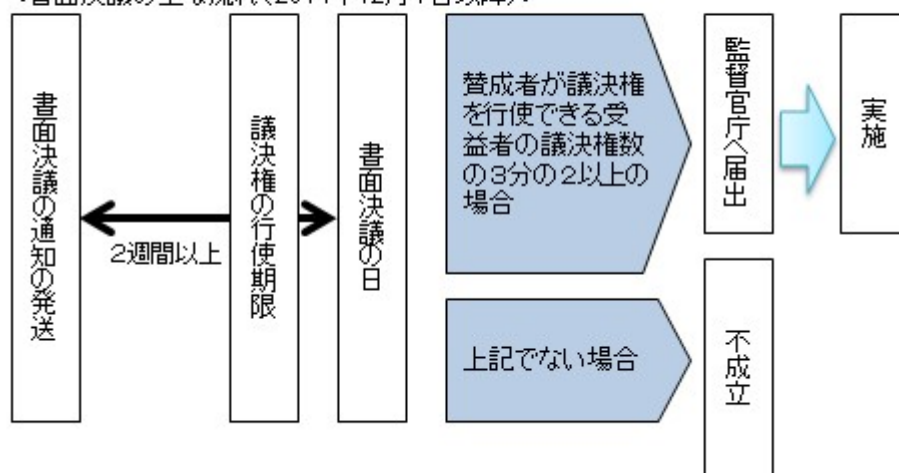 書面決議の通知の発送
2週間以上
議決権の行使期限
書面決議の日
賛成者が議決権
を行使できる受
益者の議決権数
の3分の2以上の
場合
監督官庁へ届出
実施
上記でない場合
不成立